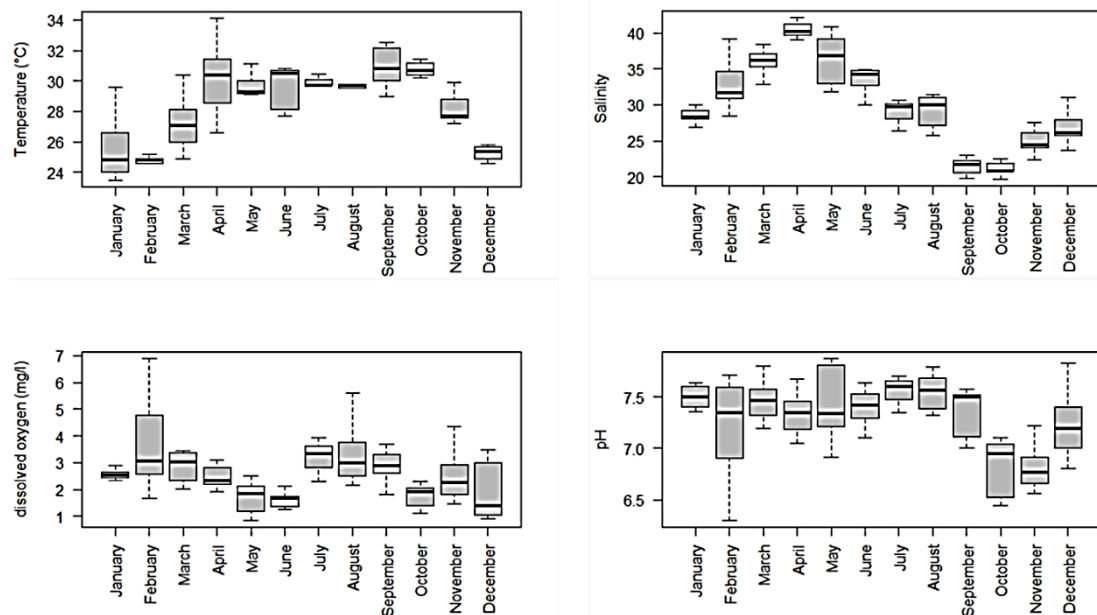 Temperature (°C)
34
32
30
28
26
24
January
February
March
April
May
June
July
August
September
October
November
December
Salinity
40
35
30
25
20
January
February
March
April
May
June
July
August
September
October
November
December
dissolved oxygen (mg/l)
7
6
5
4
3
2
1
January
February
March
April
May
June
July
August
September
October
November
December
pH
7.5
7.0
6.5
January
February
March
April
May
June
July
August
September
October
November
December